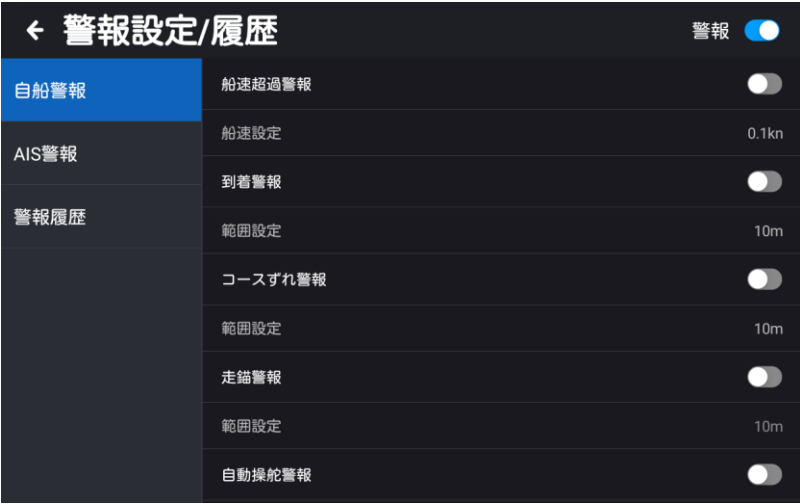 警報設定/履歴
警報
自船警報
AIS警報
警報履歴
船速超過警報
船速設定 0.1kn
到着警報
範囲設定 10m
コースずれ警報
範囲設定 10m
走錨警報
範囲設定 10m
自動操舵警報